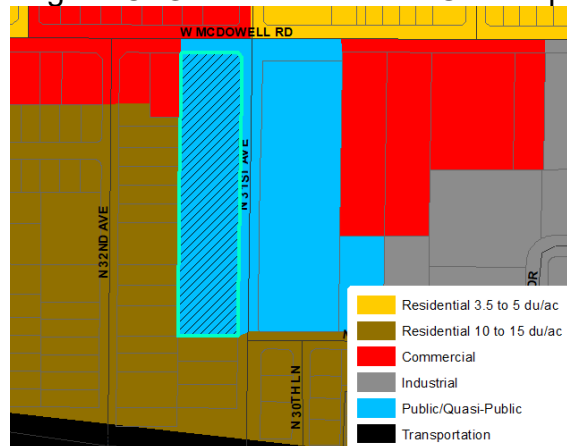 W MCDOWELL RD
N 31ST AVE
N 32ND AVE
DR
N 30TH LN
Residential 3.5 to 5 du/ac
Residential 10 to 15 du/ac
Commercial
Industrial
Public/Quasi-Public
Transportation